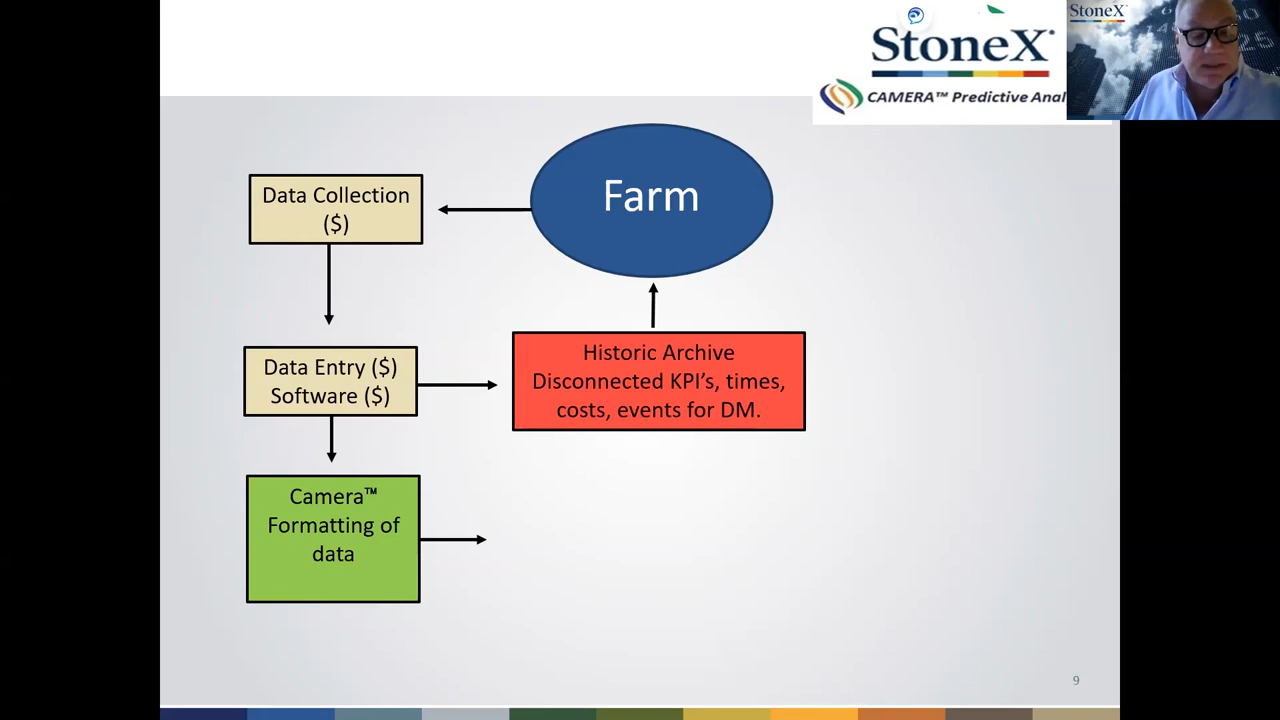 StoneX
CAMERA™ Predictive Anal
StoneX
Farm
Data Collection
($)
Data Entry ($)
Software ($)
Historic Archive
Disconnected KPI's, times,
costs, events for DM.
Camera™
Formatting of
data
9